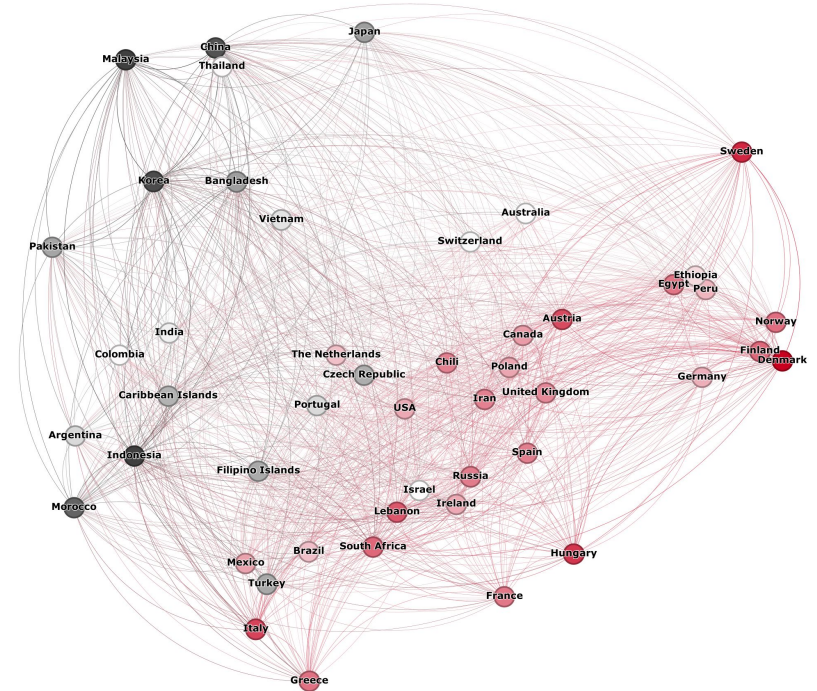 Japan
China
Malaysia
Thailand
Sweden
Korea
Bangladesh
Australia
Vietnam
Switzerland
Pakistan
Ethiopia
Egypt
Peru
Austria
Norway
India
Canada
Colombia
The Netherlands
Finland
Denmark
Chili
Poland
Czech Republic
Germany
Caribbean Islands
United Kingdom
Iran
Portugal
USA
Argentina
Spain
Indonesia
Filipino Islands
Russia
Israel
Ireland
Morocco
Lebanon
South Africa
Brazil
Hungary
Mexico
Turkey
France
Italy
Greece